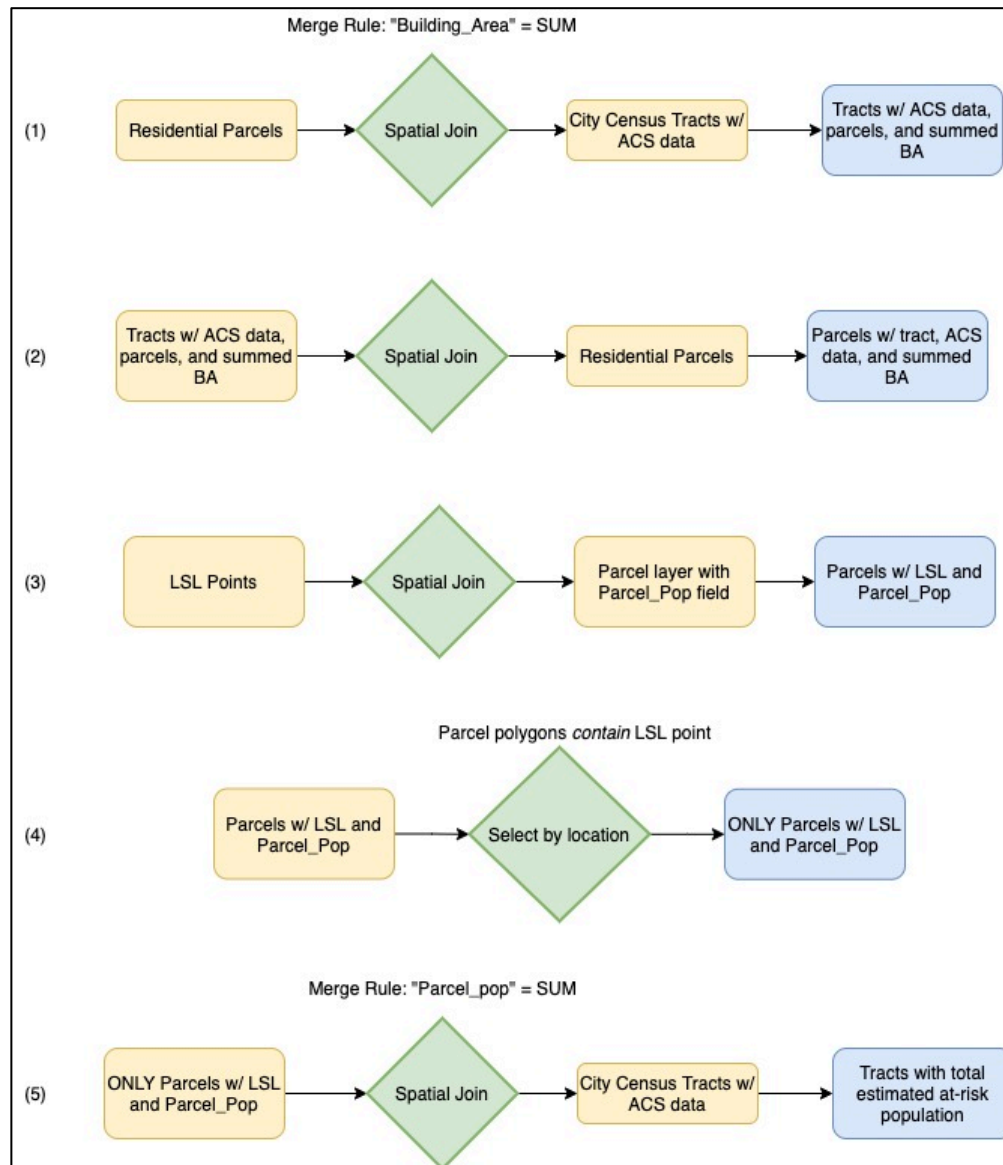 Merge Rule: "Building_Area" = SUM
(1)
Residential Parcels
Spatial Join
City Census Tracts w/
ACS data
Tracts w/ ACS data,
parcels, and summed
BA
(2)
Tracts w/ ACS data,
parcels, and summed
BA
Spatial Join
Residential Parcels
Parcels w/ tract, ACS
data, and summed
BA
(3)
LSL Points
Spatial Join
Parcel layer with
Parcel_Pop field
Parcels w/ LSL and
Parcel_Pop
Parcel polygons contain LSL point
(4)
Parcels w/ LSL and
Parcel_Pop
Select by location
ONLY Parcels w/ LSL
and Parcel_Pop
Merge Rule: "Parcel_pop" = SUM
(5)
ONLY Parcels w/ LSL
and Parcel_Pop
Spatial Join
City Census Tracts w/
ACS data
Tracts with total
estimated at-risk
population